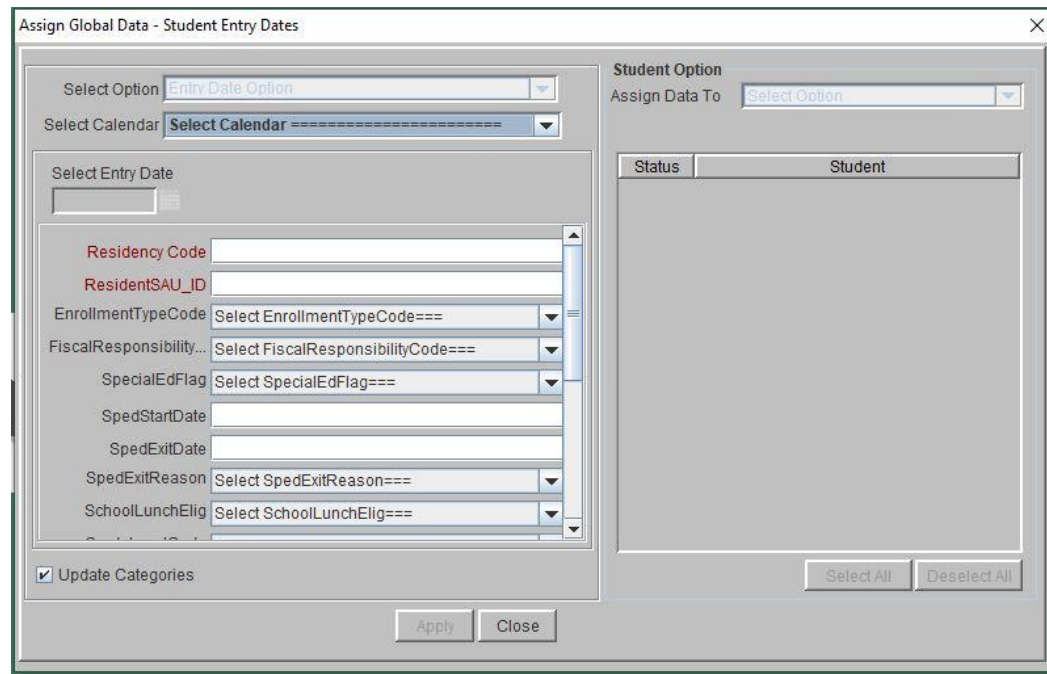 Assign Global Data - Student Entry Dates
Select Option Entry Date Option
Select Calendar Select Calendar =======================
Select Entry Date
Residency Code
ResidentSAU_ID
EnrollmentTypeCode Select EnrollmentTypeCode===
FiscalResponsibility... Select FiscalResponsibilityCode===
SpecialEdFlag Select SpecialEdFlag===
SpedStartDate
SpedExitDate
SpedExitReason Select SpedExitReason===
SchoolLunchElig Select SchoolLunchElig===
Update Categories
Student Option
Assign Data To Select Option
Status Student
Select All Deselect All
Apply Close